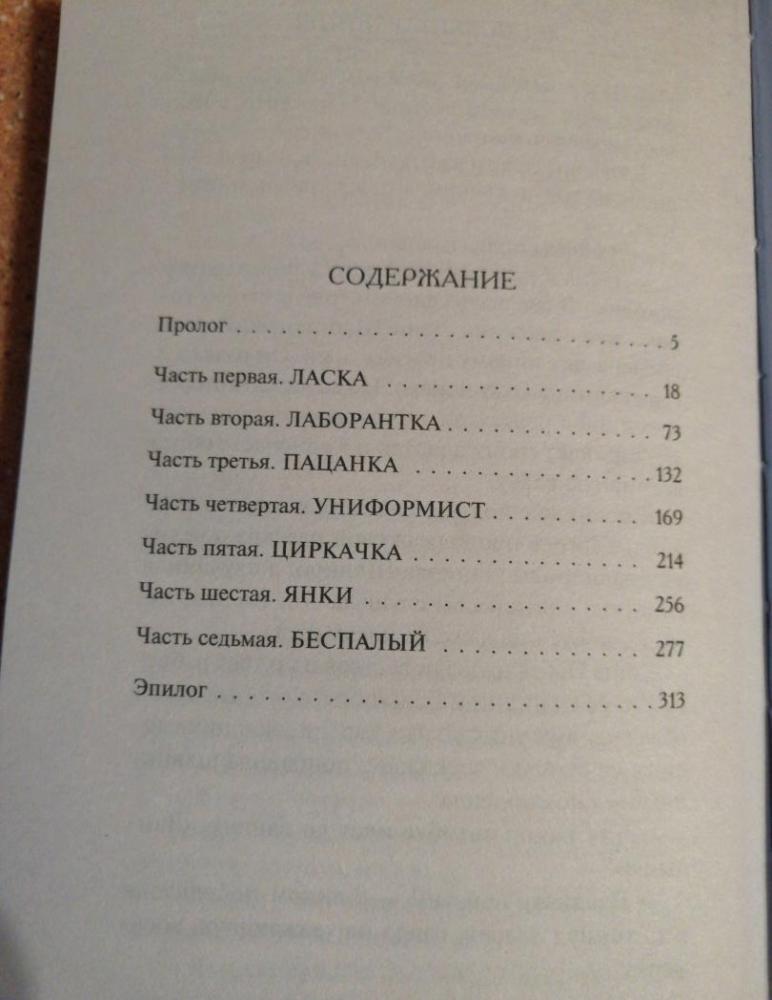 СОДЕРЖАНИЕ
Пролог . . . . . . . . . . . . . . . . . . . . . . . . . . . . . 5
Часть первая. ЛАСКА . . . . . . . . . . . . . . . . . . 18
Часть вторая. ЛАБОРАНТКА . . . . . . . . . . . . . . 73
Часть третья. ПАЦАНКА . . . . . . . . . . . . . . . . 132
Часть четвертая. УНИФОРМИСТ . . . . . . . . . . . 169
Часть пятая. ЦИРКАЧКА . . . . . . . . . . . . . . . . 214
Часть шестая. ЯНКИ . . . . . . . . . . . . . . . . . . . 256
Часть седьмая. БЕСПАЛЫЙ . . . . . . . . . . . . . . 277
Эпилог . . . . . . . . . . . . . . . . . . . . . . . . . . . . . 313